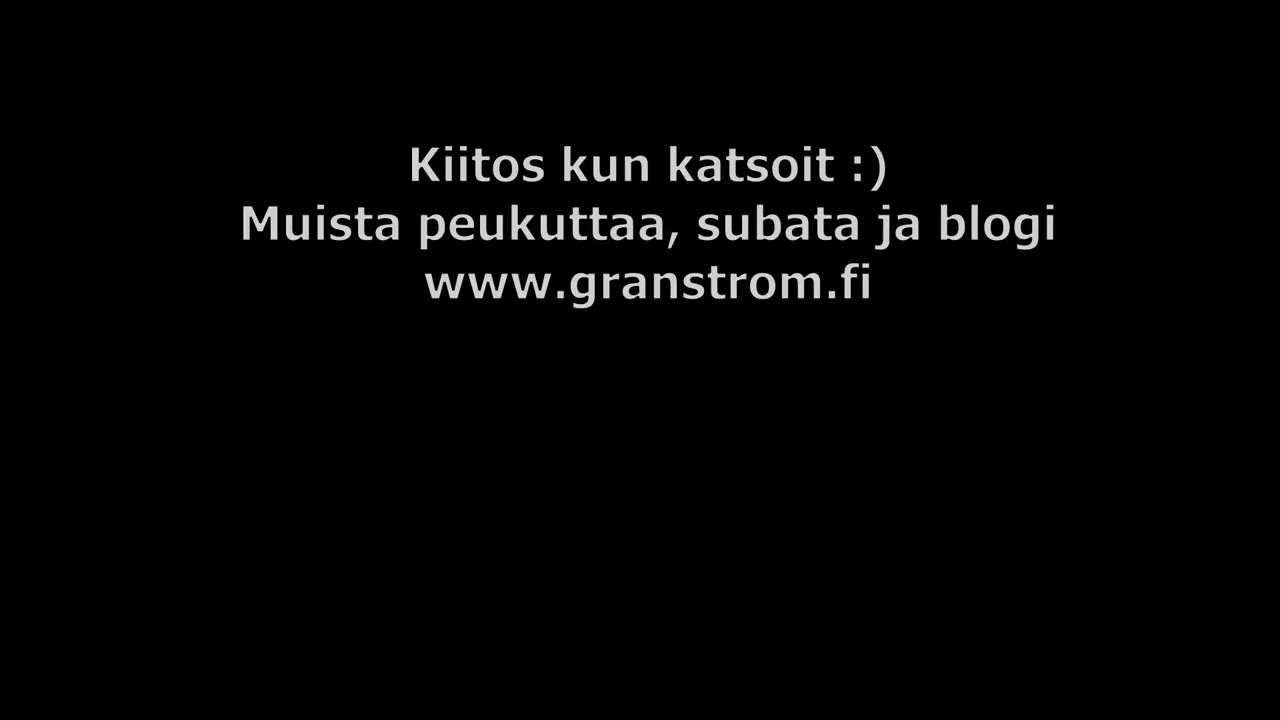 Kiitos kun katsoit :)
Muista peukuttaa, subata ja blogi
www.granstrom.fi